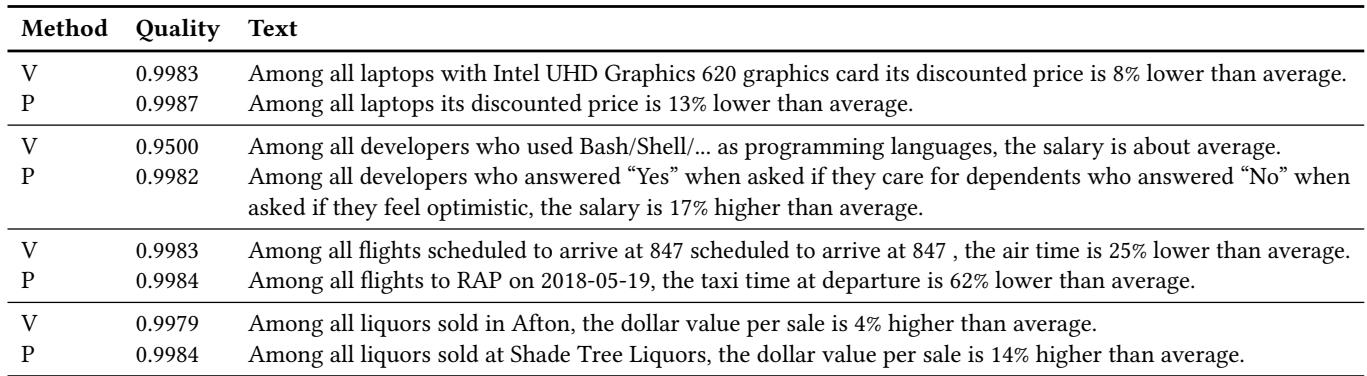 Method Quality Text
V 0.9983 Among all laptops with Intel UHD Graphics 620 graphics card its discounted price is 8% lower than average.
P 0.9987 Among all laptops its discounted price is 13% lower than average.
V 0.9500 Among all developers who used Bash/Shell/... as programming languages, the salary is about average.
P 0.9982 Among all developers who answered “Yes” when asked if they care for dependents who answered “No” when
asked if they feel optimistic, the salary is 17% higher than average.
V 0.9983 Among all flights scheduled to arrive at 847 scheduled to arrive at 847 , the air time is 25% lower than average.
P 0.9984 Among all flights to RAP on 2018-05-19, the taxi time at departure is 62% lower than average.
V 0.9979 Among all liquors sold in Afton, the dollar value per sale is 4% higher than average.
P 0.9984 Among all liquors sold at Shade Tree Liquors, the dollar value per sale is 14% higher than average.